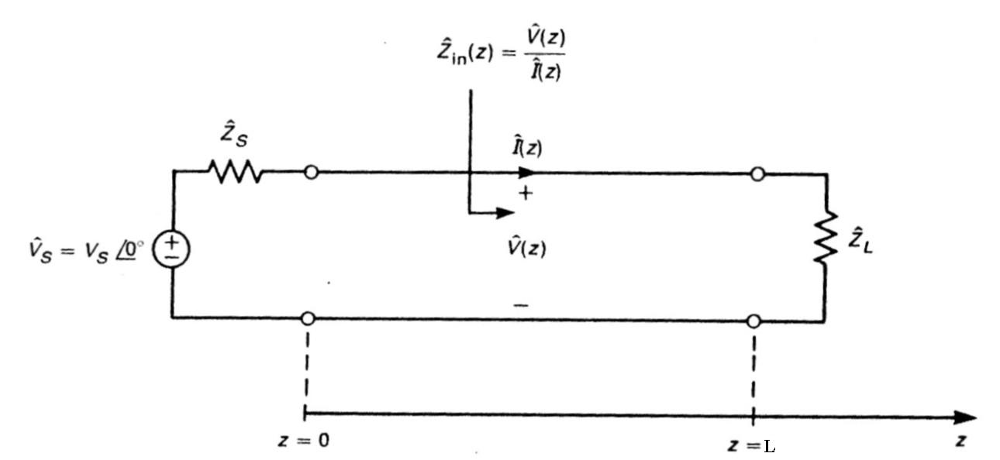 Ẑin(z) = V̂(z) / Î(z)
ẐS
Î(z)
+
V̂S = VS ∠0°
+
−
V̂(z)
ẐL
−
z = 0
z = L
z